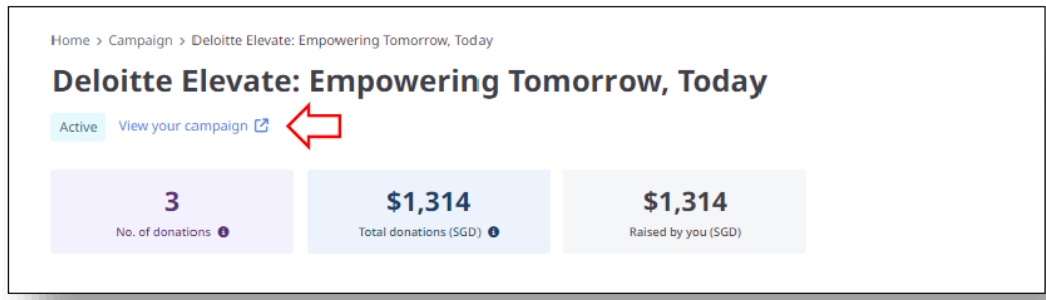 Home > Campaign > Deloitte Elevate: Empowering Tomorrow, Today
Deloitte Elevate: Empowering Tomorrow, Today
Active View your campaign
3
No. of donations
$1,314
Total donations (SGD)
$1,314
Raised by you (SGD)